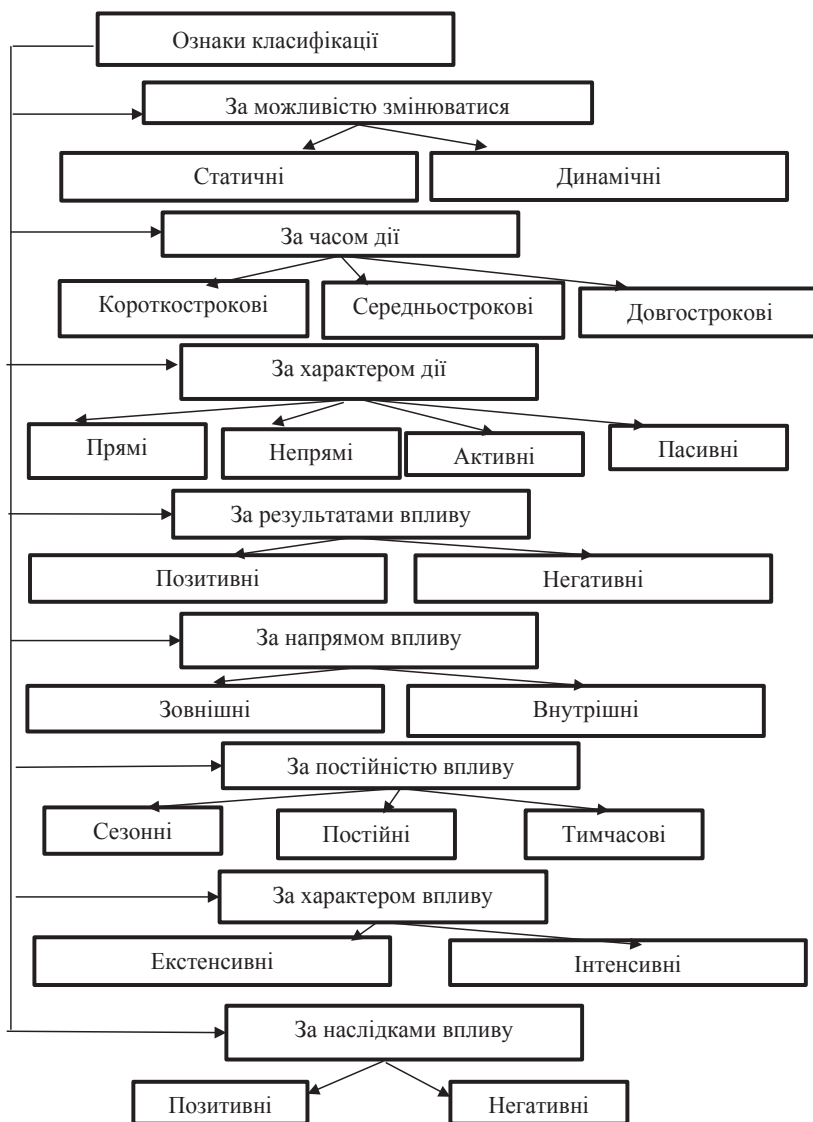 Ознаки класифікації
За можливістю змінюватися
Статичні
Динамічні
За часом дії
Короткострокові
Середньострокові
Довгострокові
За характером дії
Прямі
Непрямі
Активні
Пасивні
За результатами впливу
Позитивні
Негативні
За напрямом впливу
Зовнішні
Внутрішні
За постійністю впливу
Сезонні
Постійні
Тимчасові
За характером впливу
Екстенсивні
Інтенсивні
За наслідками впливу
Позитивні
Негативні